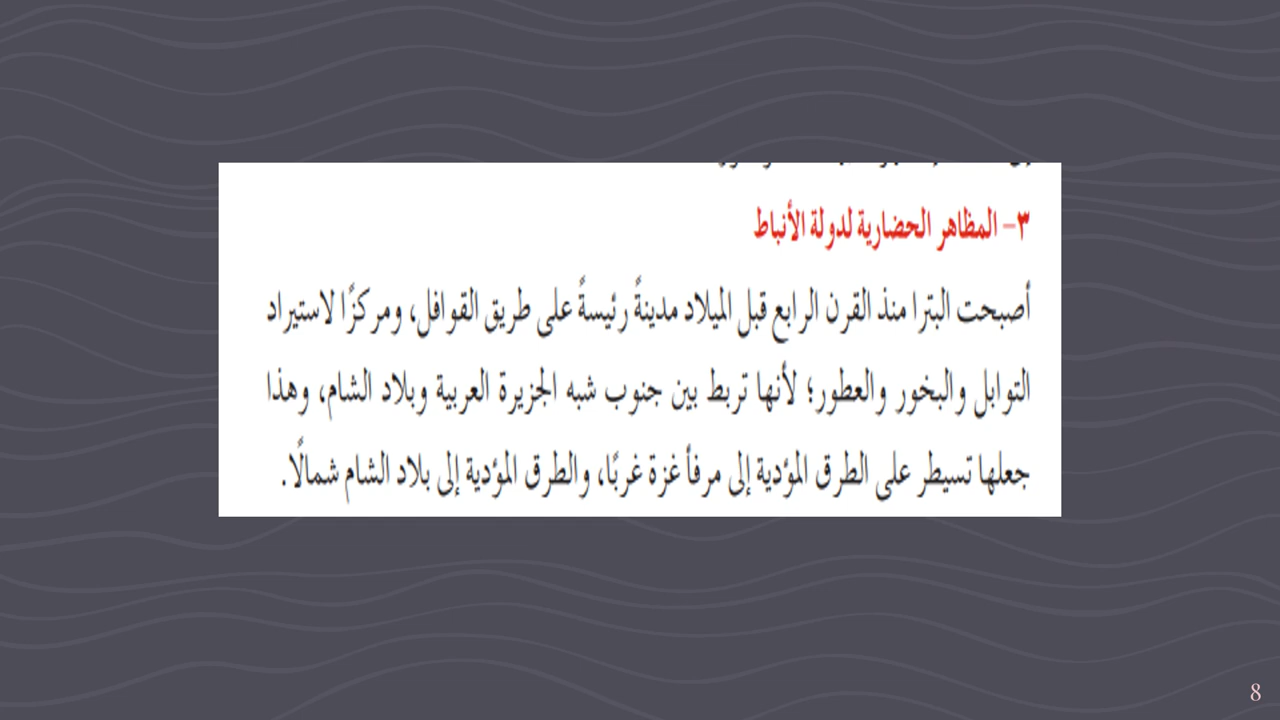 ٣- المظاهر الحضارية لدولة الأنباط
أصبحت البترا منذ القرن الرابع قبل الميلاد مدينةً رئيسةً على طريق القوافل، ومركزًا لاستيراد
التوابل والبخور والعطور؛ لأنها تربط بين جنوب شبه الجزيرة العربية وبلاد الشام، وهذا
جعلها تسيطر على الطرق المؤدية إلى مرفأ غزة غربًا، والطرق المؤدية إلى بلاد الشام شمالًا.
8